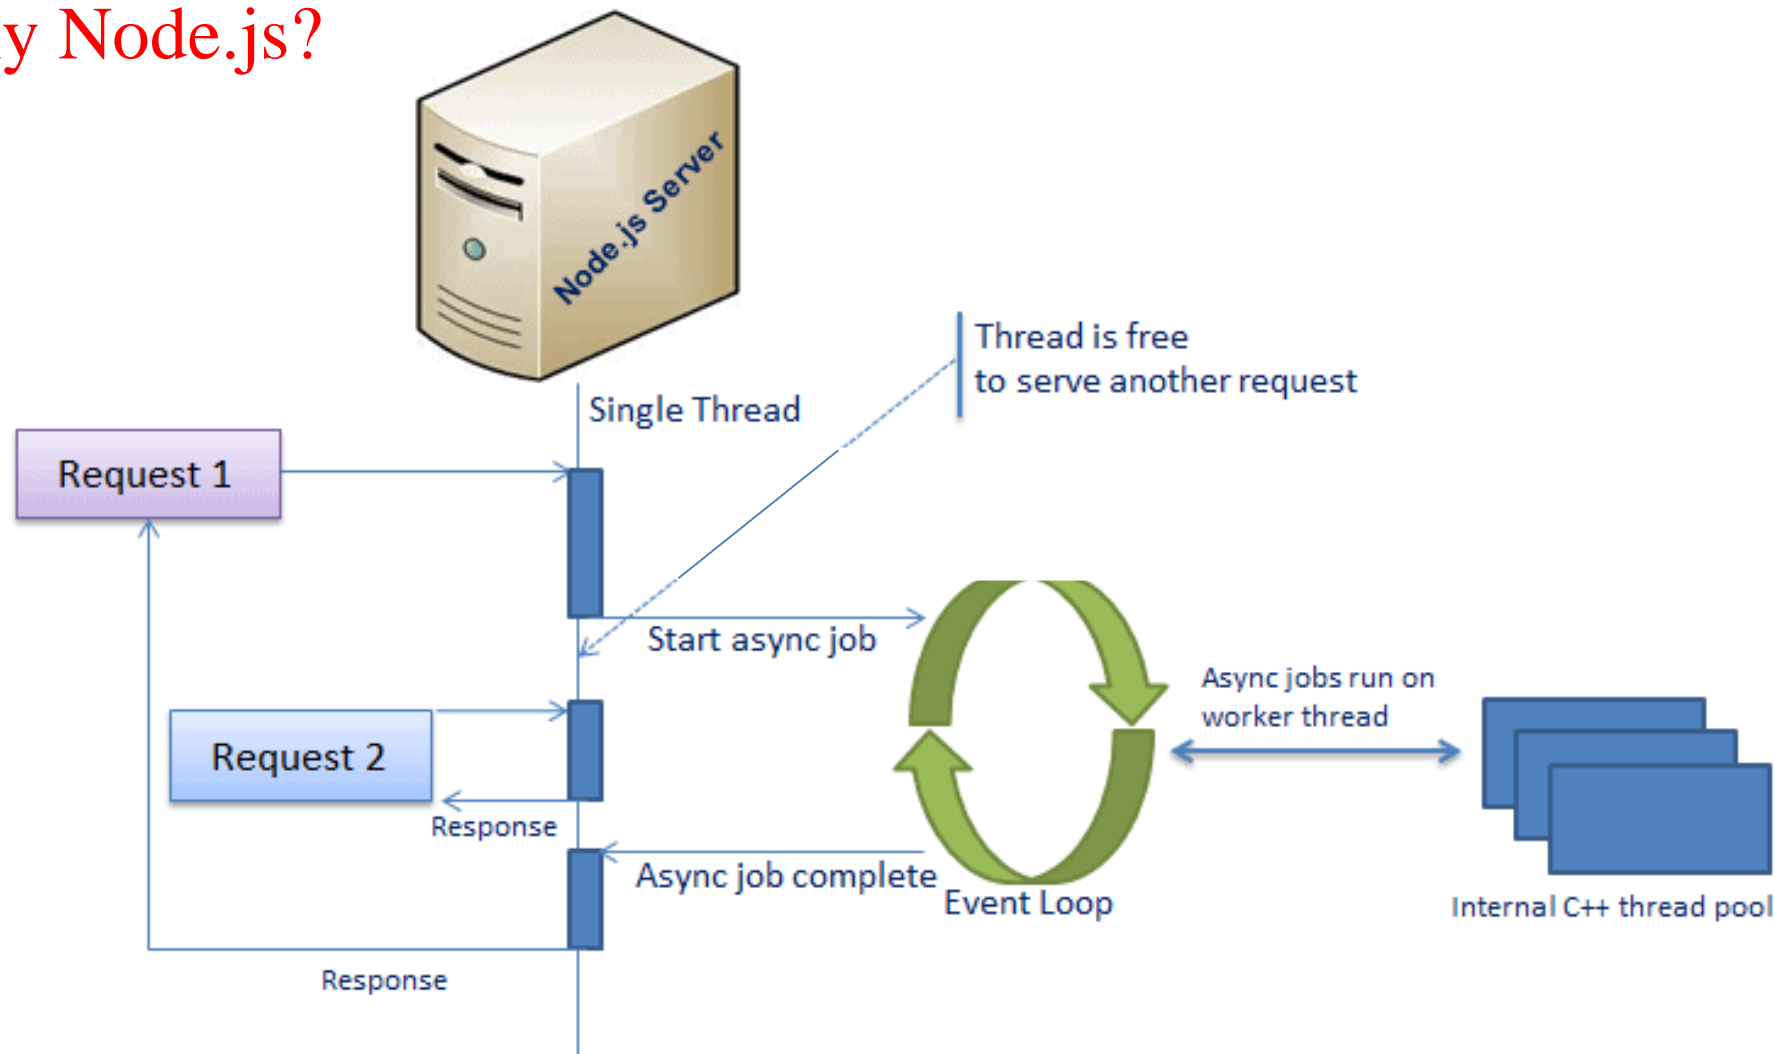 y Node.js?
Node.js Server
Thread is free
to serve another request
Single Thread
Request 1
Start async job
Async jobs run on
worker thread
Request 2
Response
Async job complete
Event Loop
Internal C++ thread pool
Response